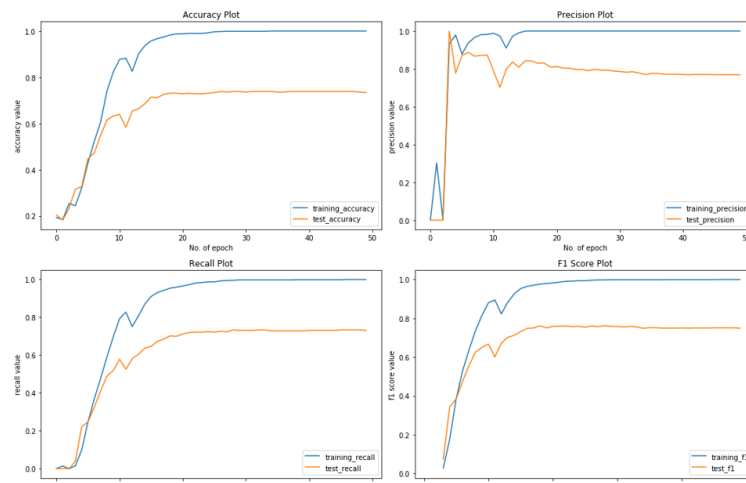 Accuracy Plot
1.0
0.8
0.6
0.4
0.2
accuracy value
0
10
20
30
40
50
No. of epoch
training_accuracy
test_accuracy
Precision Plot
1.0
0.8
0.6
0.4
0.2
0.0
precision value
0
10
20
30
40
50
No. of epoch
training_precision
test_precision
Recall Plot
1.0
0.8
0.6
0.4
0.2
0.0
recall value
training_recall
test_recall
F1 Score Plot
1.0
0.8
0.6
0.4
0.2
0.0
f1 score value
training_f1
test_f1